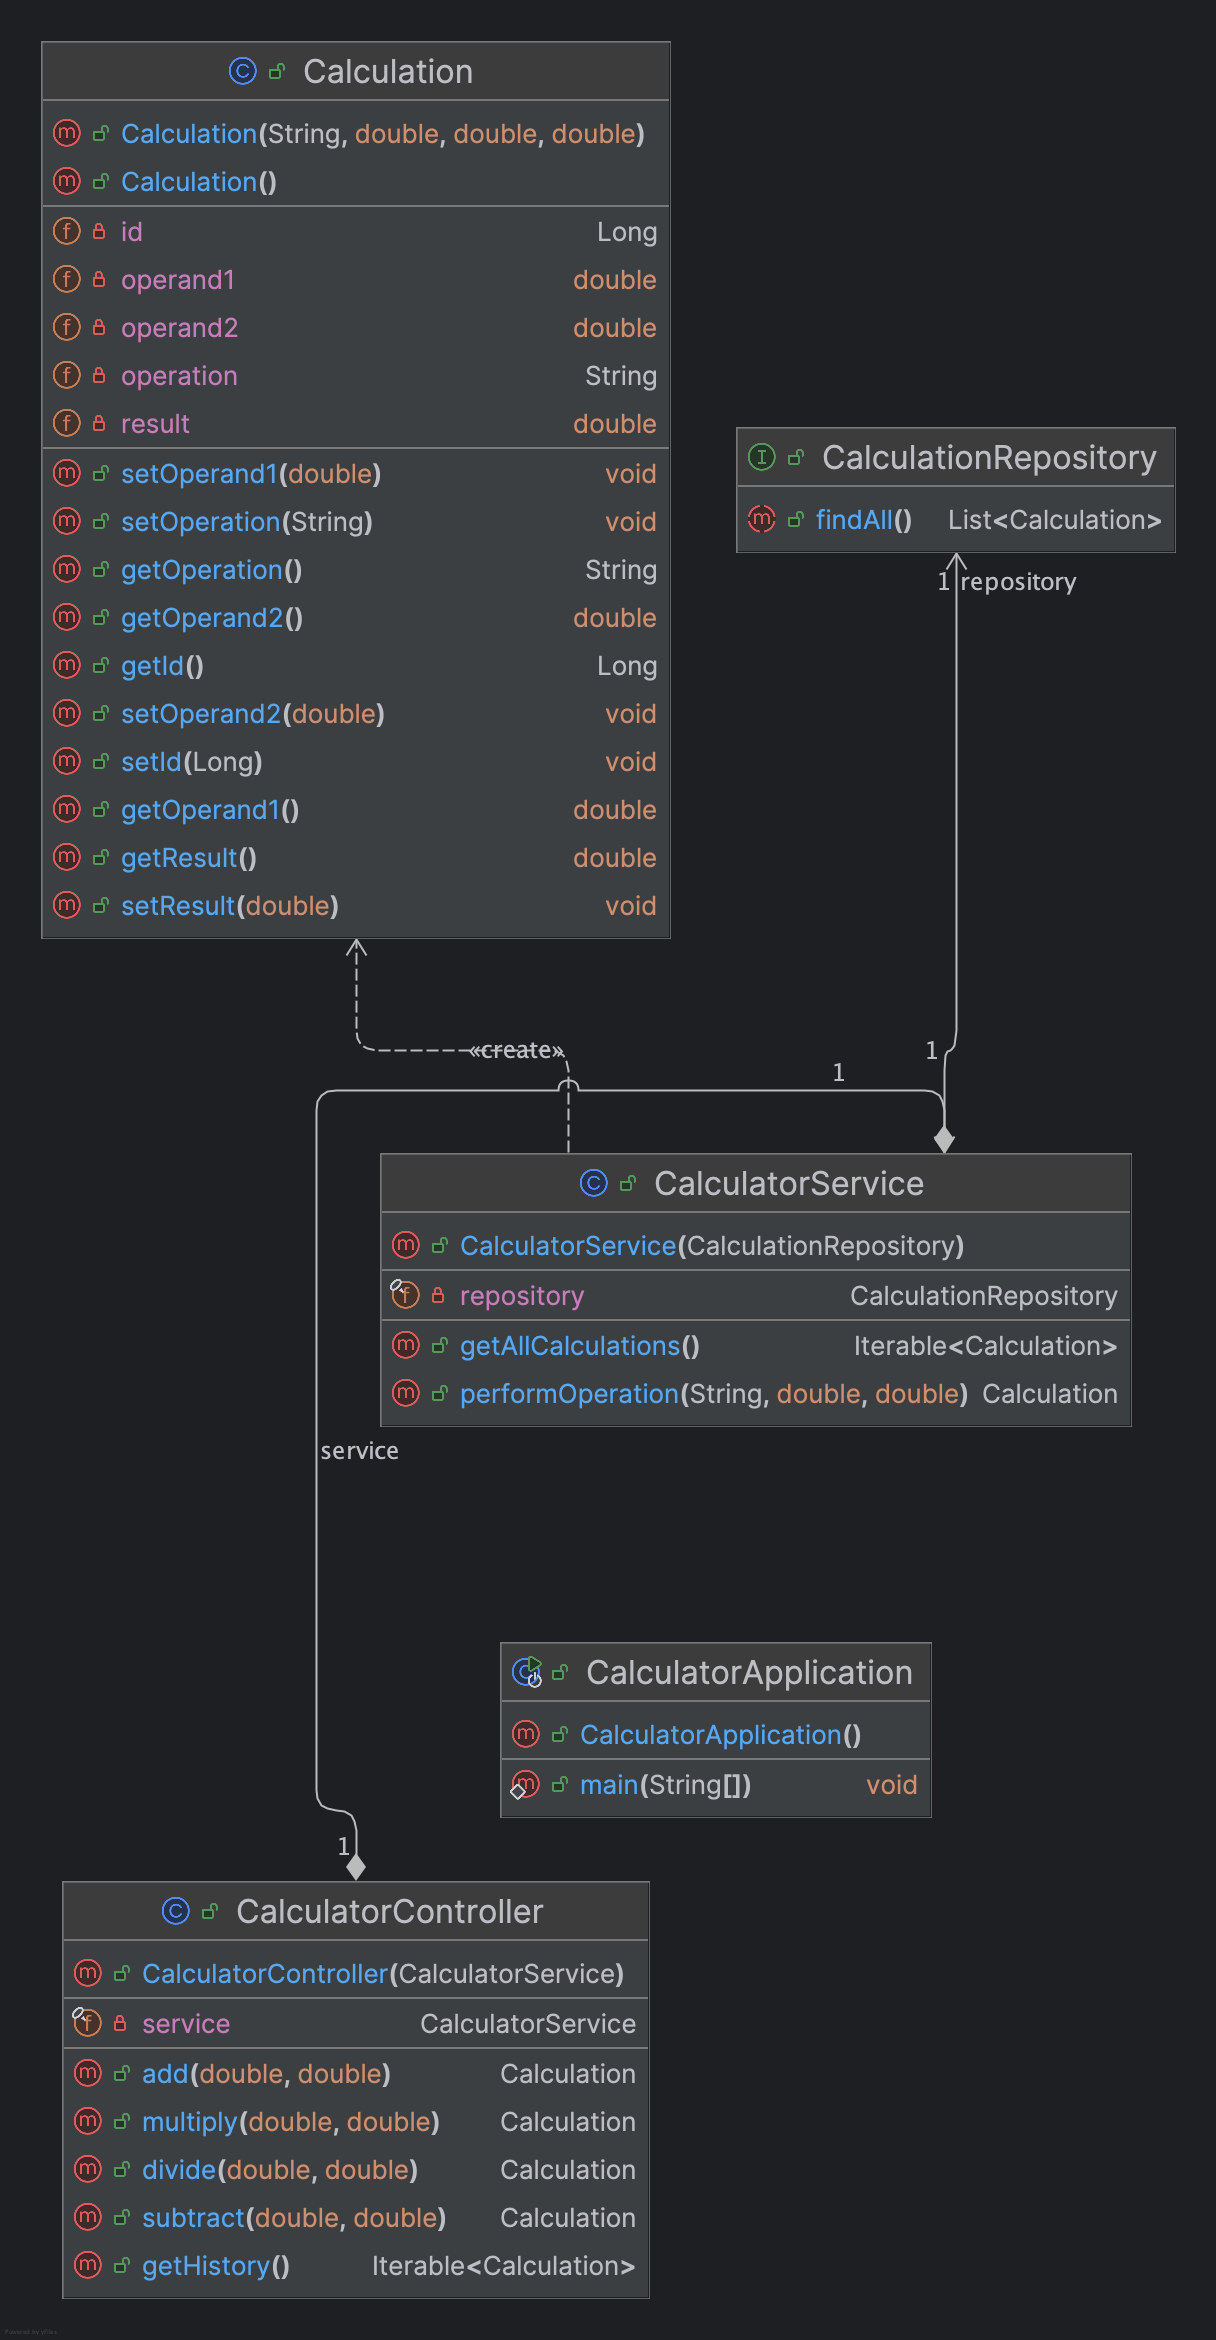 Calculation
Calculation(String, double, double, double)
Calculation()
id Long
operand1 double
operand2 double
operation String
result double
setOperand1(double) void
setOperation(String) void
getOperation() String
getOperand2() double
getId() Long
setOperand2(double) void
setId(Long) void
getOperand1() double
getResult() double
setResult(double) void
CalculationRepository
findAll() List<Calculation>
1 repository
«create»
1
1
CalculatorService
CalculatorService(CalculationRepository)
repository CalculationRepository
getAllCalculations() Iterable<Calculation>
performOperation(String, double, double) Calculation
service
CalculatorApplication
CalculatorApplication()
main(String[]) void
1
CalculatorController
CalculatorController(CalculatorService)
service CalculatorService
add(double, double) Calculation
multiply(double, double) Calculation
divide(double, double) Calculation
subtract(double, double) Calculation
getHistory() Iterable<Calculation>
Powered by yFiles